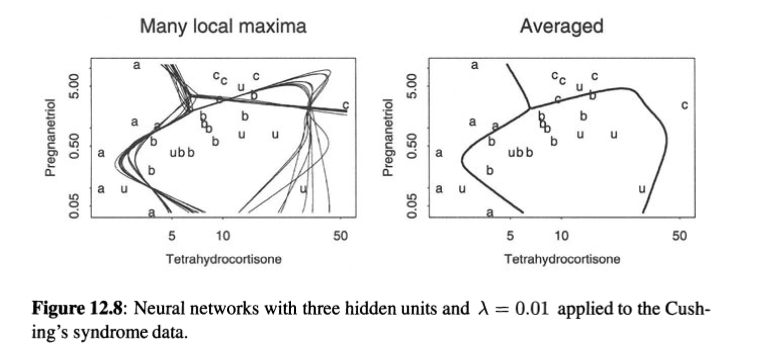 Many local maxima
Pregnanetriol
5.00
0.50
0.05
a
c c c
u
b
c c
b b
a a b b
b b u u
a u b b
b
a u u
a
5 10 50
Tetrahydrocortisone
Averaged
Pregnanetriol
5.00
0.50
0.05
a
c c c
u
b
c c
b b
a a b b
b b u u
a u b b
b
a u u
a
5 10 50
Tetrahydrocortisone
Figure 12.8: Neural networks with three hidden units and λ = 0.01 applied to the Cush-
ing's syndrome data.